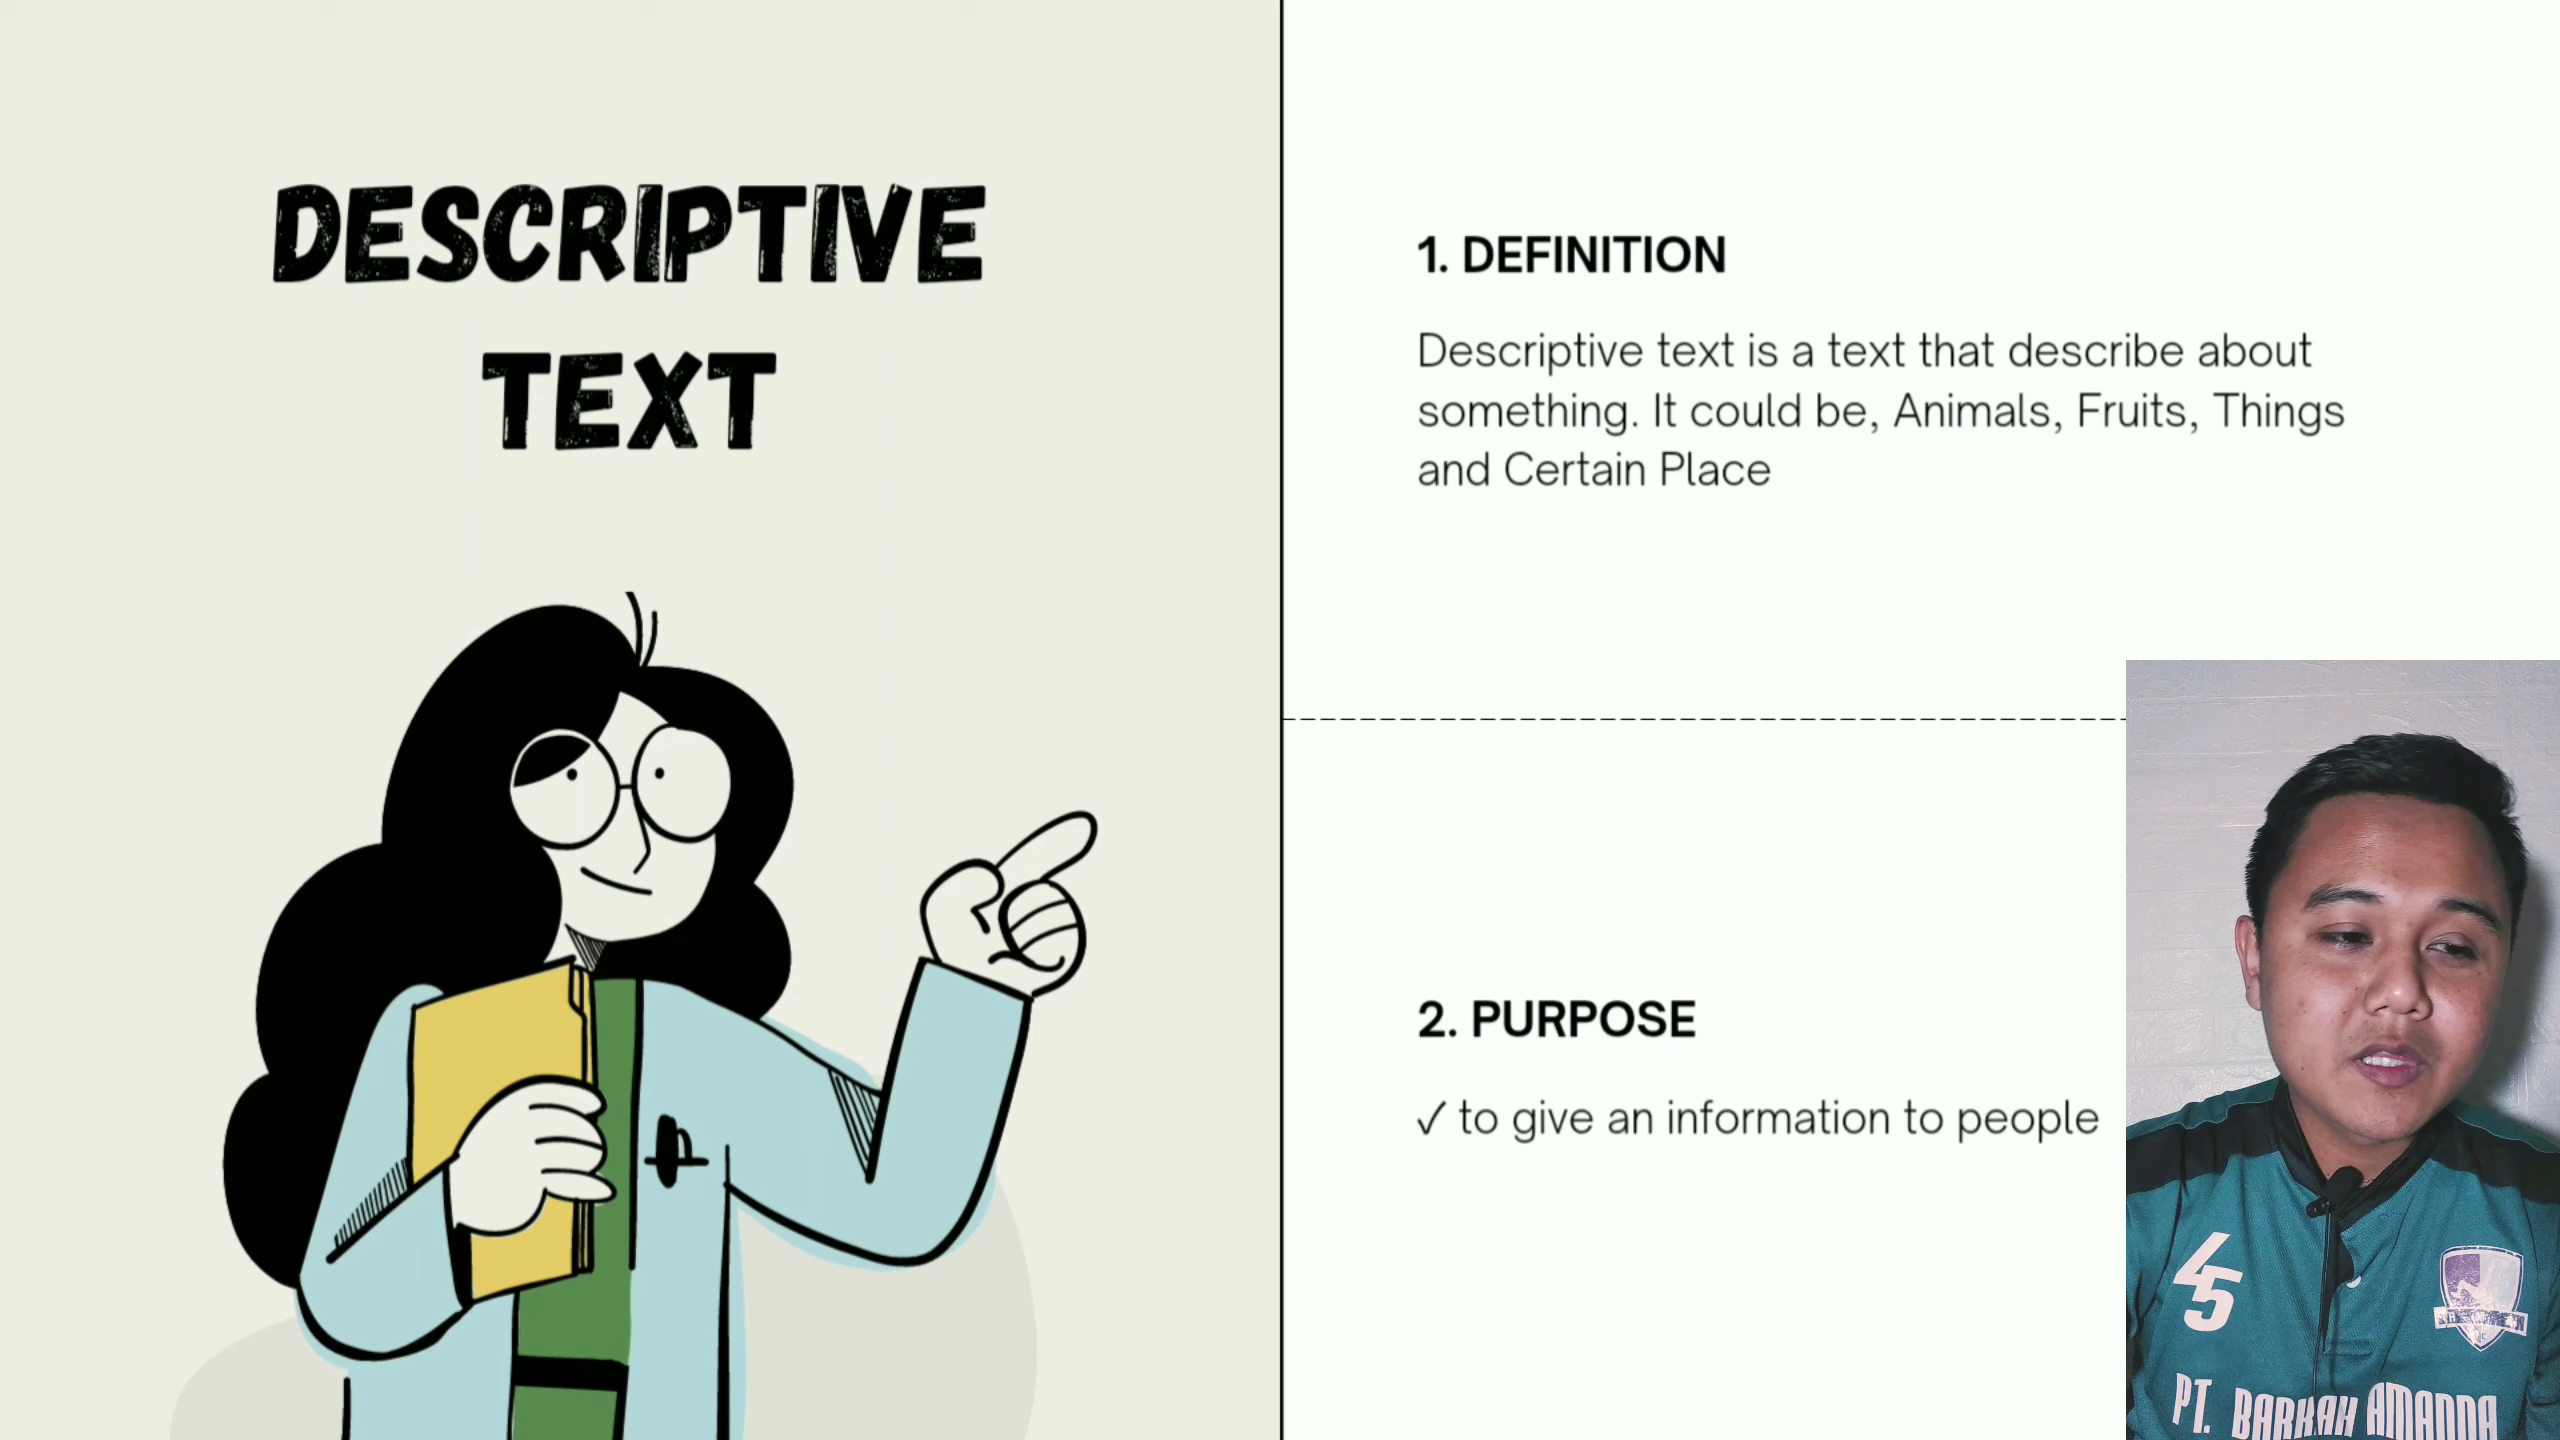 DESCRIPTIVE
TEXT
1. DEFINITION
Descriptive text is a text that describe about
something. It could be, Animals, Fruits, Things
and Certain Place
2. PURPOSE
✓ to give an information to people
45
PT. BARKAH AMANDA